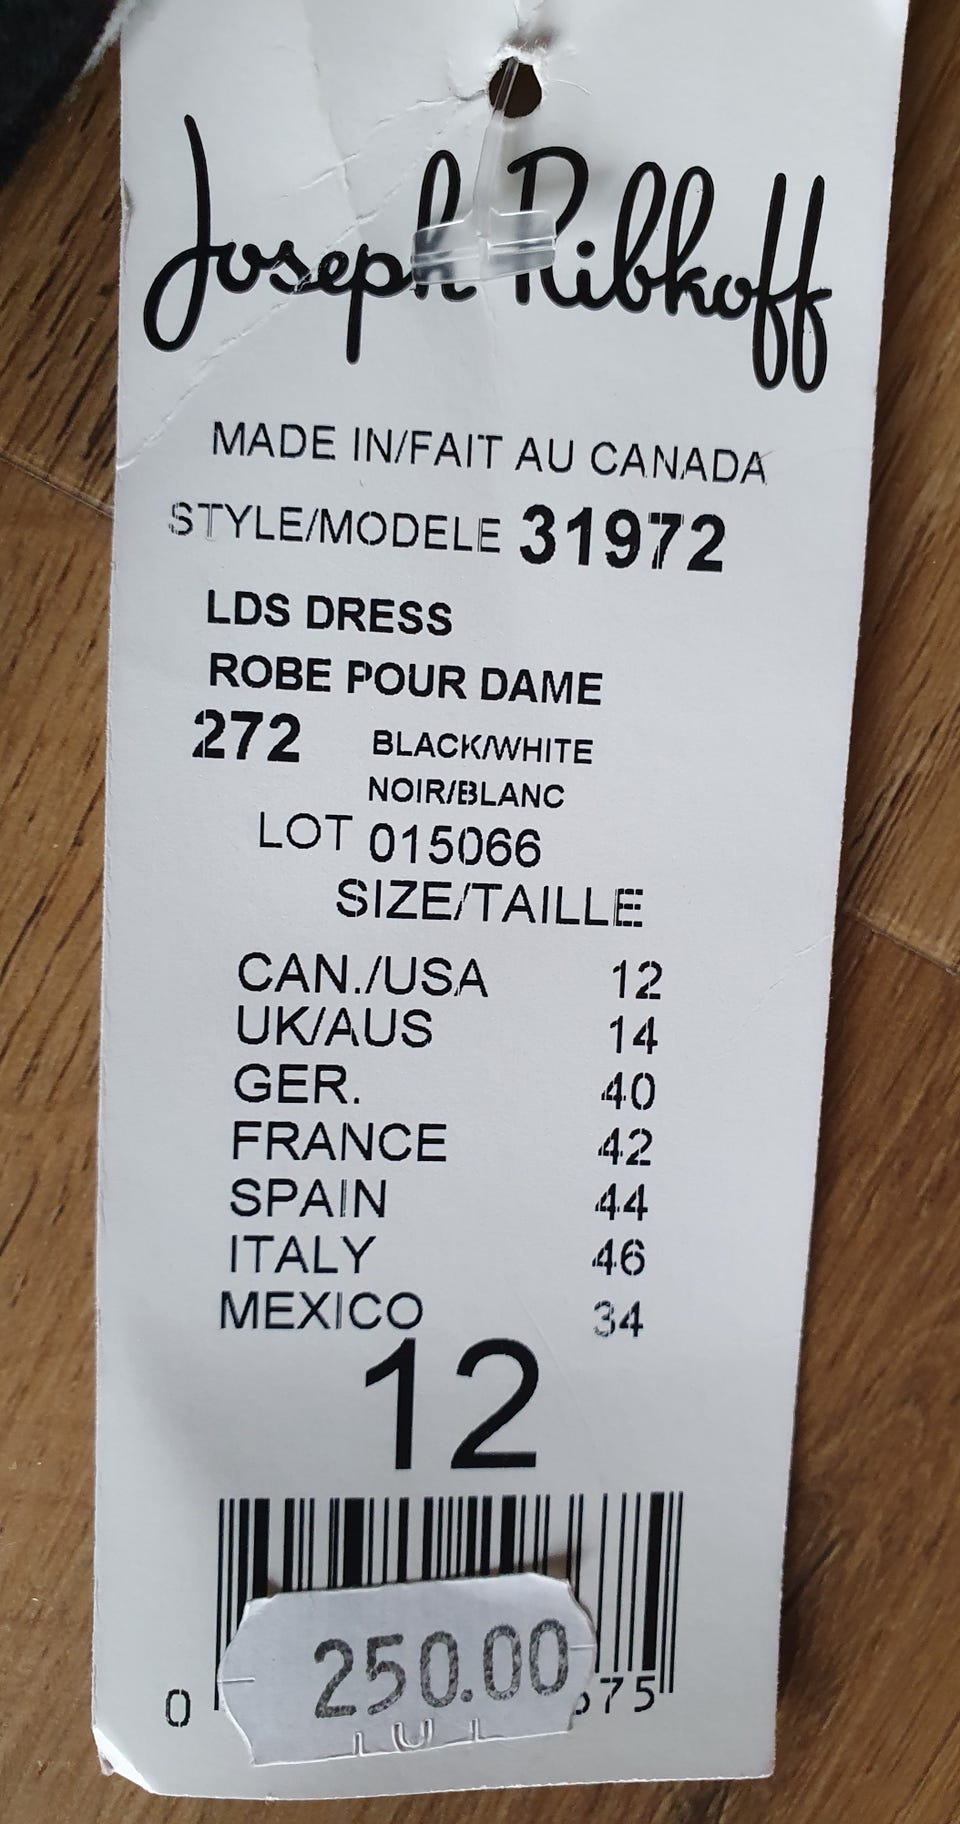 Joseph Ribkoff
MADE IN/FAIT AU CANADA
STYLE/MODELE 31972
LDS DRESS
ROBE POUR DAME
272 BLACK/WHITE
NOIR/BLANC
LOT 015066
SIZE/TAILLE
CAN./USA 12
UK/AUS 14
GER. 40
FRANCE 42
SPAIN 44
ITALY 46
MEXICO 34
12
250.00
0 75